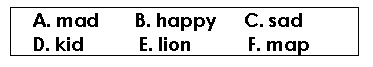 A. mad B. happy C. sad
D. kid E. lion F. map